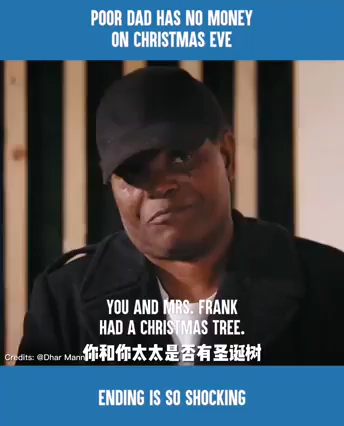 POOR DAD HAS NO MONEY
ON CHRISTMAS EVE
YOU AND MRS. FRANK
HAD A CHRISTMAS TREE.
Credits: @Dhar Mann
你和你太太是否有圣诞树
ENDING IS SO SHOCKING